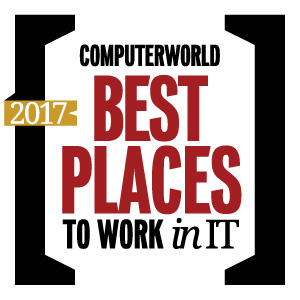 COMPUTERWORLD
2017
BEST
PLACES
TO WORK in IT